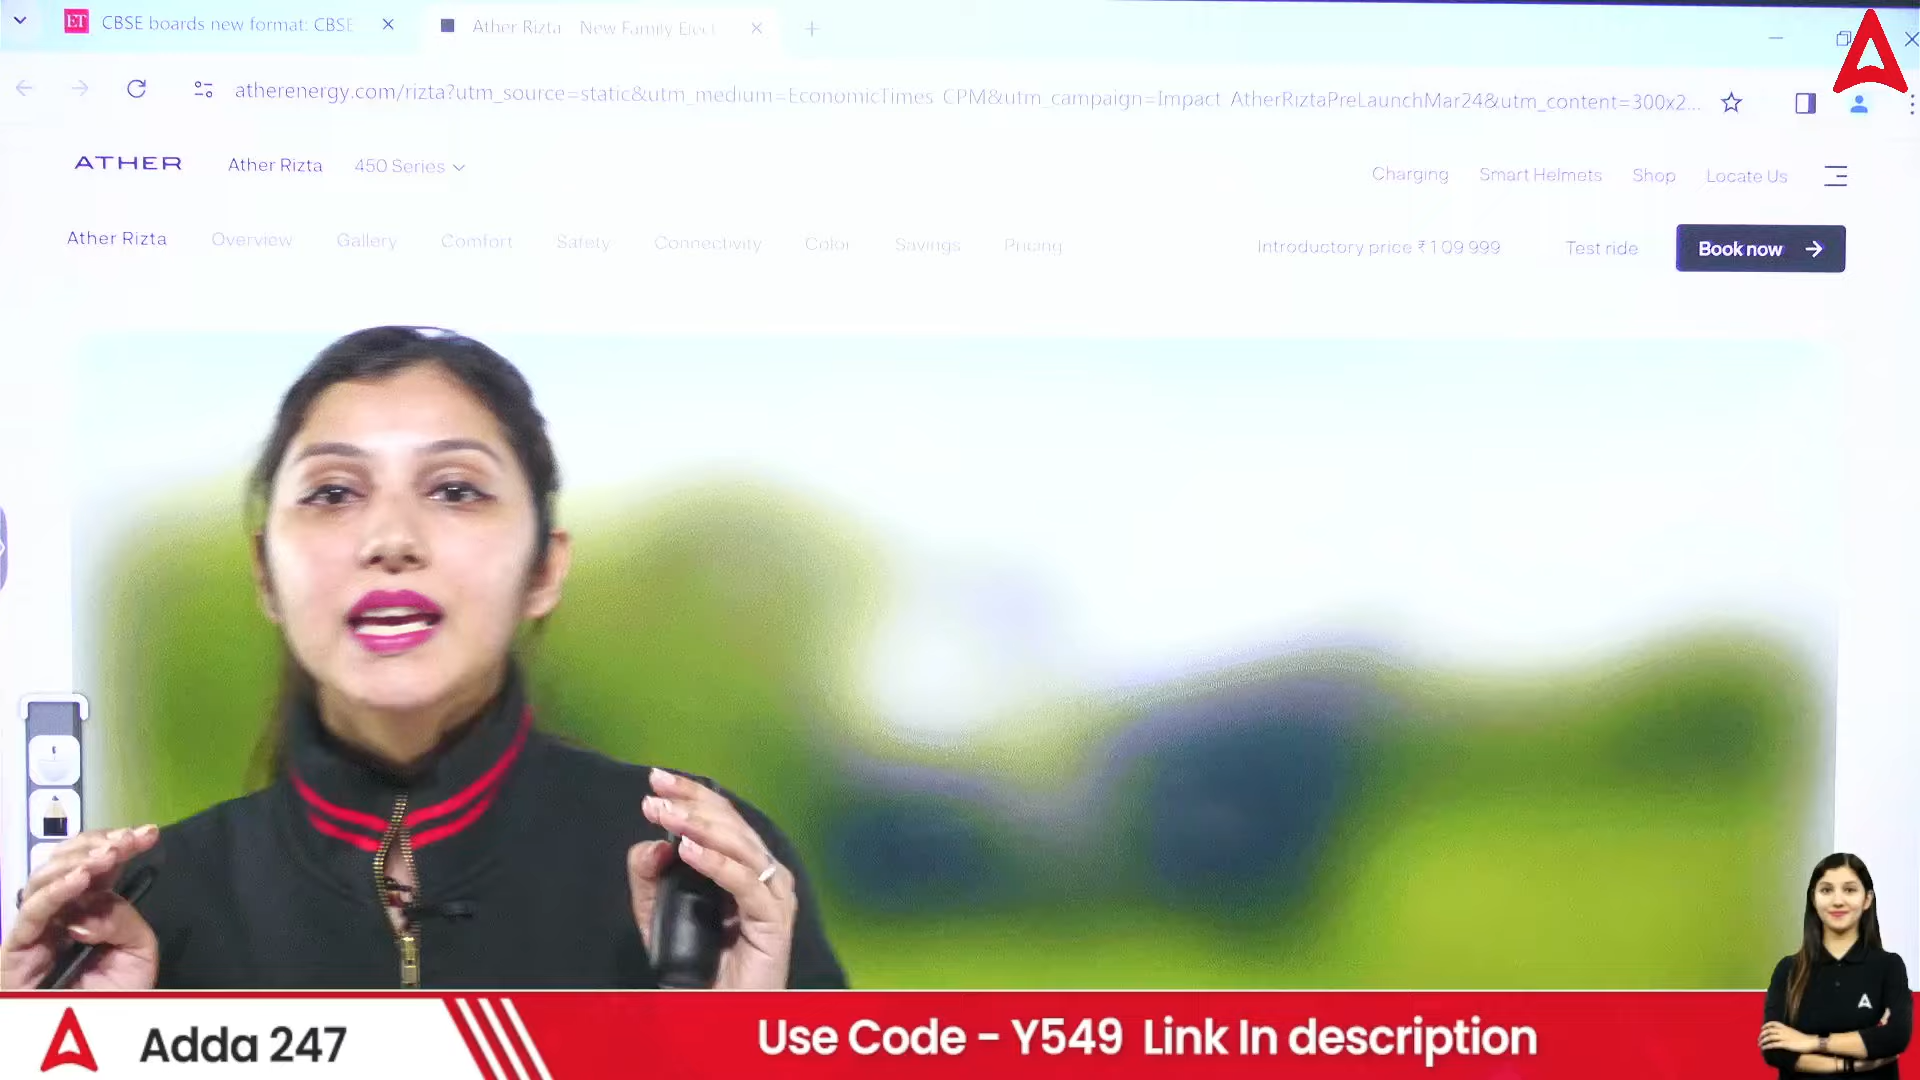 ET CBSE boards new format: CBSE
Ather Rizta New Family Elect
atherenergy.com/rizta?utm_source=static&utm_medium=EconomicTimes_CPM&utm_campaign=Impact_AtherRiztaPreLaunchMar24&utm_content=300x2...
ATHER Ather Rizta 450 Series Charging Smart Helmets Shop Locate Us
Ather Rizta Overview Gallery Comfort Safety Connectivity Color Savings Pricing Introductory price ₹109 999 Test ride Book now
Adda 247 Use Code - Y549 Link In description